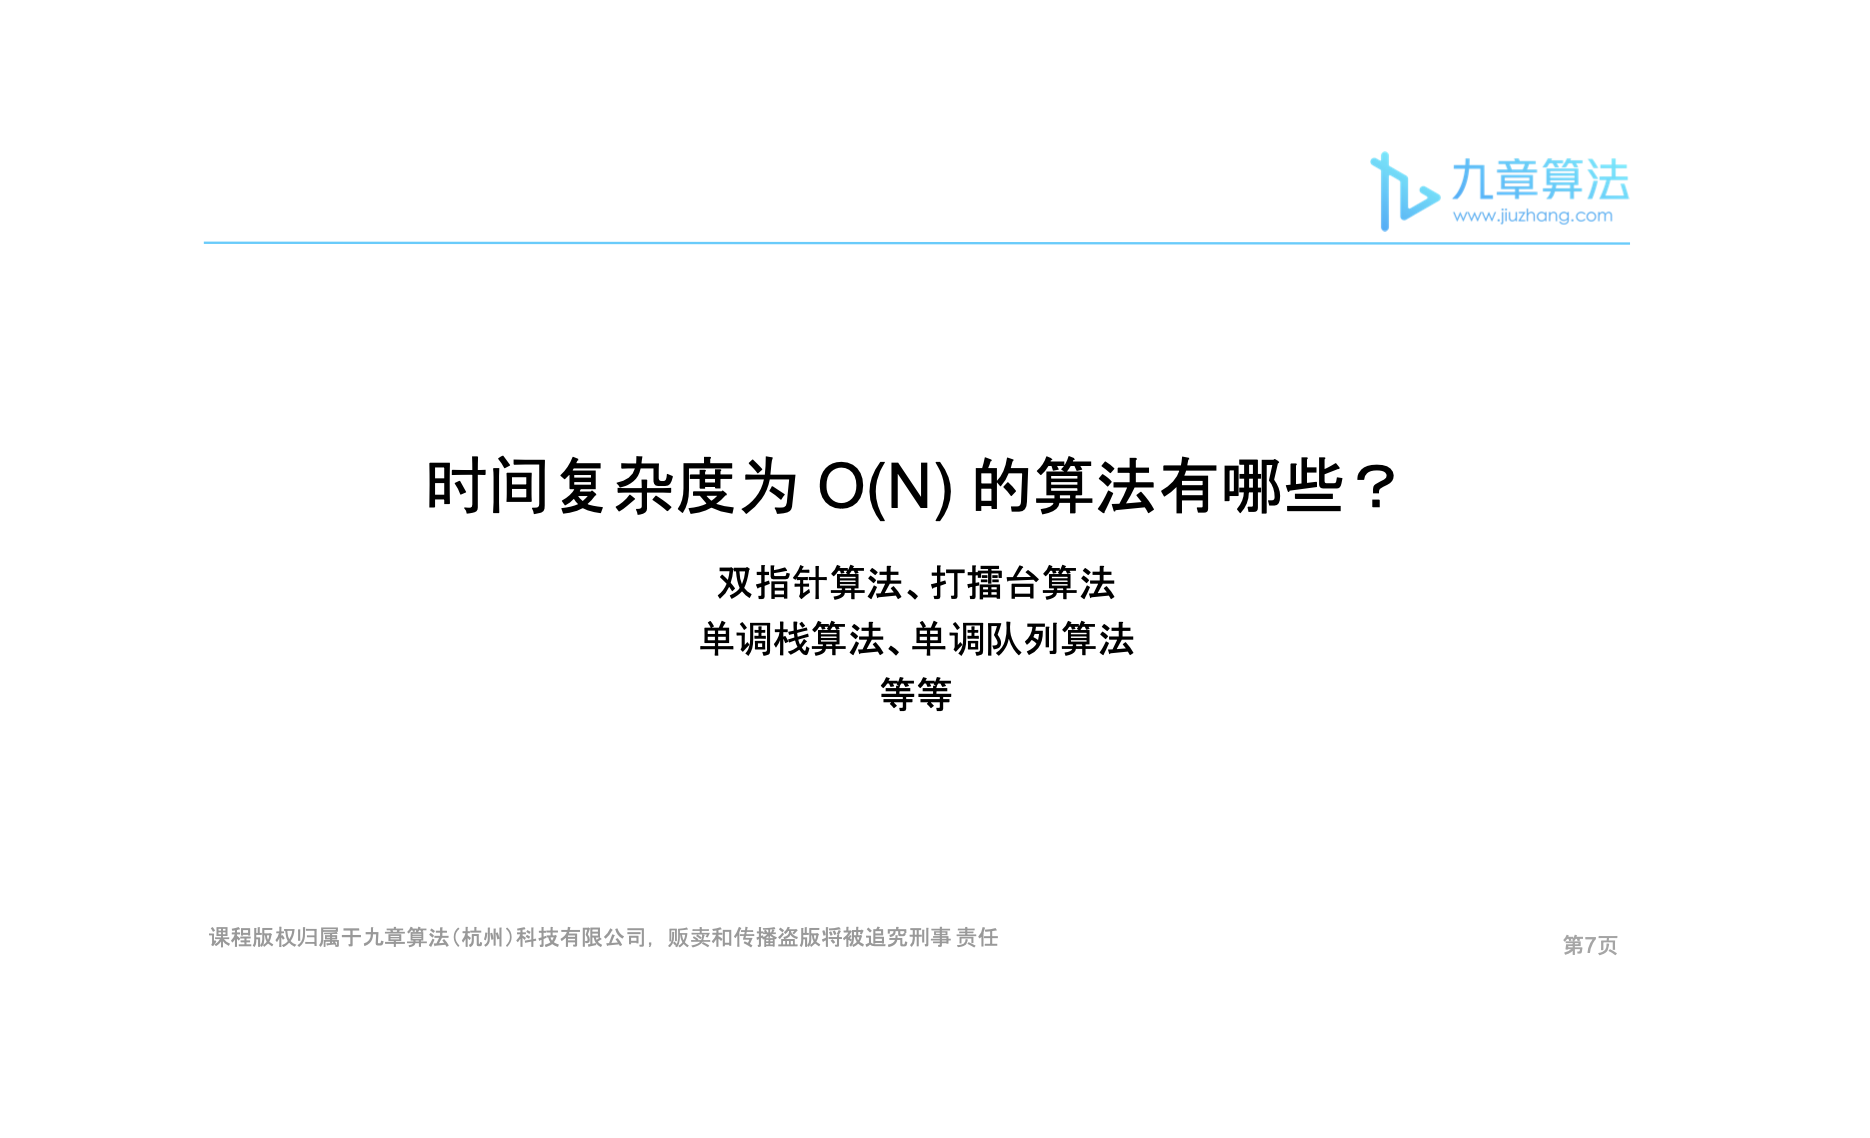 九章算法
www.jiuzhang.com
时间复杂度为 O(N) 的算法有哪些？
双指针算法、打擂台算法
单调栈算法、单调队列算法
等等
课程版权归属于九章算法（杭州）科技有限公司，贩卖和传播盗版将被追究刑事 责任
第7页